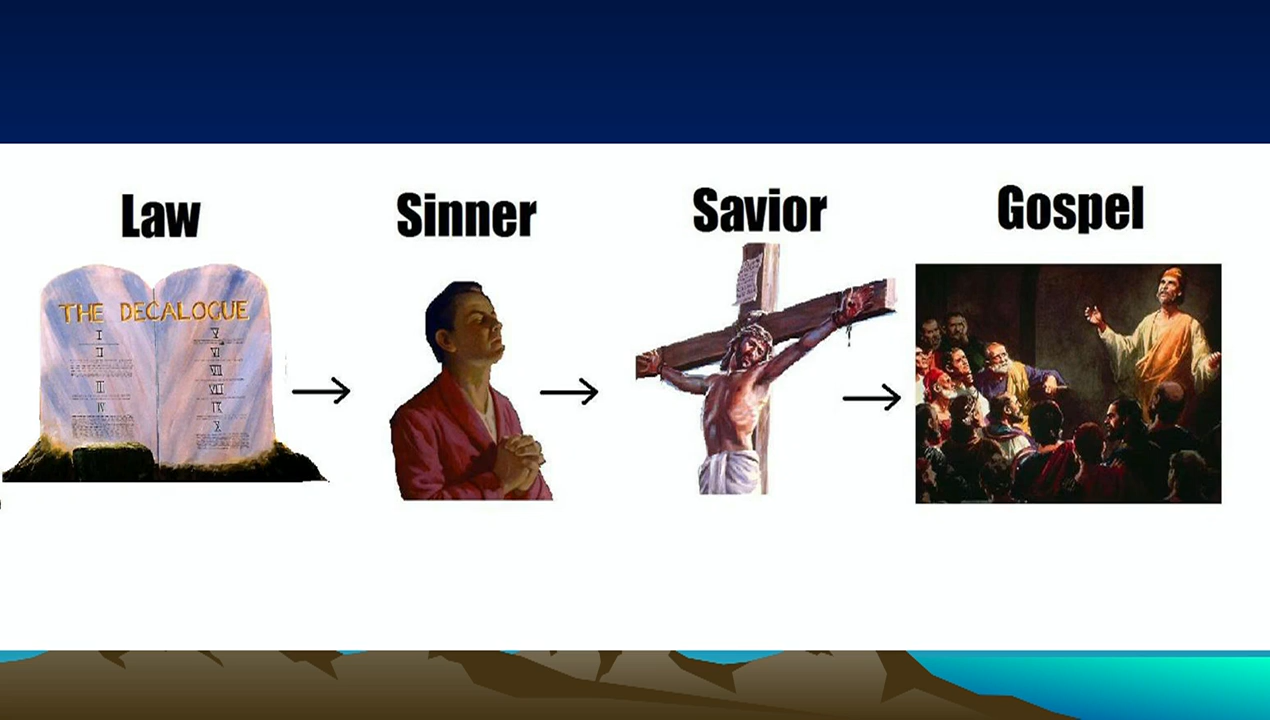 Law
Sinner
Savior
Gospel
THE DECALOGUE
I
II
III
IV
V
VI
VII
VIII
IX
X